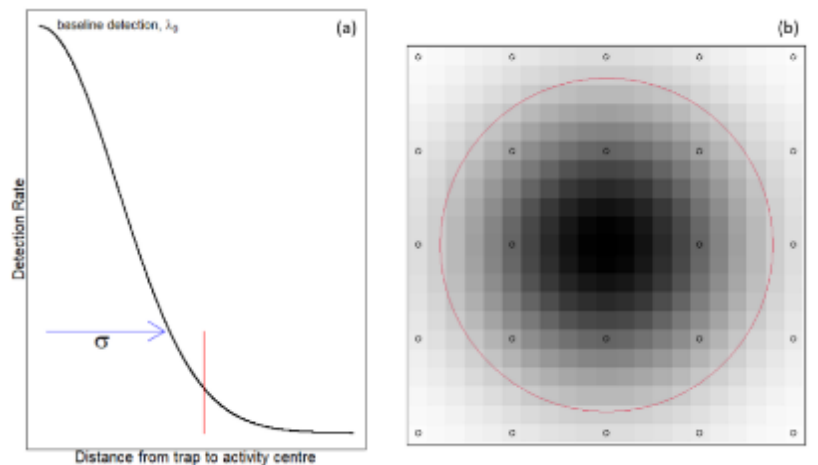 baseline detection, λ₀
(a)
Detection Rate
σ
Distance from trap to activity centre
(b)